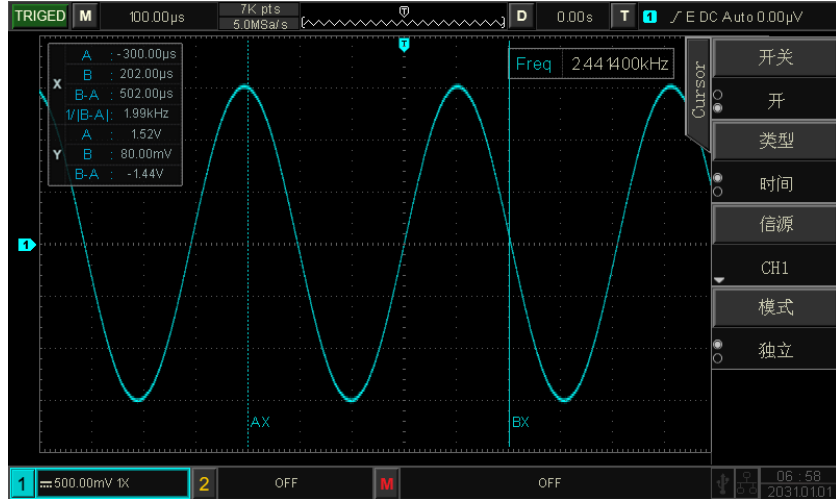 TRIGED M 100.00μs 7K pts 5.0MSa/s T D 0.00s T 1 E DC Auto 0.00μV
T
X
A : -300.00μs
B : 202.00μs
B-A : 502.00μs
1/|B-A| : 1.99kHz
Y
A : 1.52V
B : 80.00mV
B-A : -1.44V
Freq 2.441400kHz
Cursor
开关
开
类型
时间
信源
CH1
模式
独立
1
AX
BX
1 500.00mV 1X 2 OFF M OFF
06 : 58
20310101